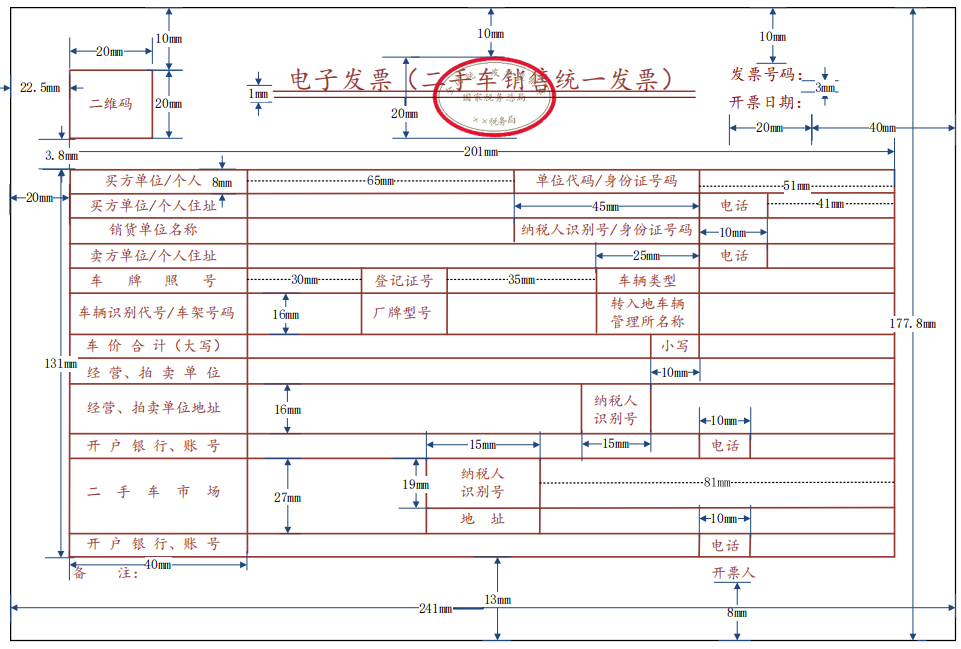 10mm
10mm
10mm
20mm
电子发票（二手车销售统一发票）
发票号码：
22.5mm
二维码
20mm
1mm
国家税务总局
3mm
开票日期：
20mm
××税务局
20mm
40mm
3.8mm
201mm
买方单位/个人
8mm
65mm
单位代码/身份证号码
51mm
20mm
买方单位/个人住址
45mm
电话
41mm
销货单位名称
纳税人识别号/身份证号码
10mm
卖方单位/个人住址
25mm
电话
车 牌 照 号
30mm
登记证号
35mm
车辆类型
车辆识别代号/车架号码
16mm
厂牌型号
转入地车辆
管理所名称
177.8mm
车 价 合 计（大写）
小写
131mm
经 营、拍 卖 单 位
10mm
经营、拍卖单位地址
16mm
纳税人
识别号
10mm
开 户 银 行、账 号
15mm
15mm
电话
二 手 车 市 场
27mm
19mm
纳税人
识别号
81mm
地 址
10mm
开 户 银 行、账 号
电话
40mm
备 注：
开票人
13mm
241mm
8mm